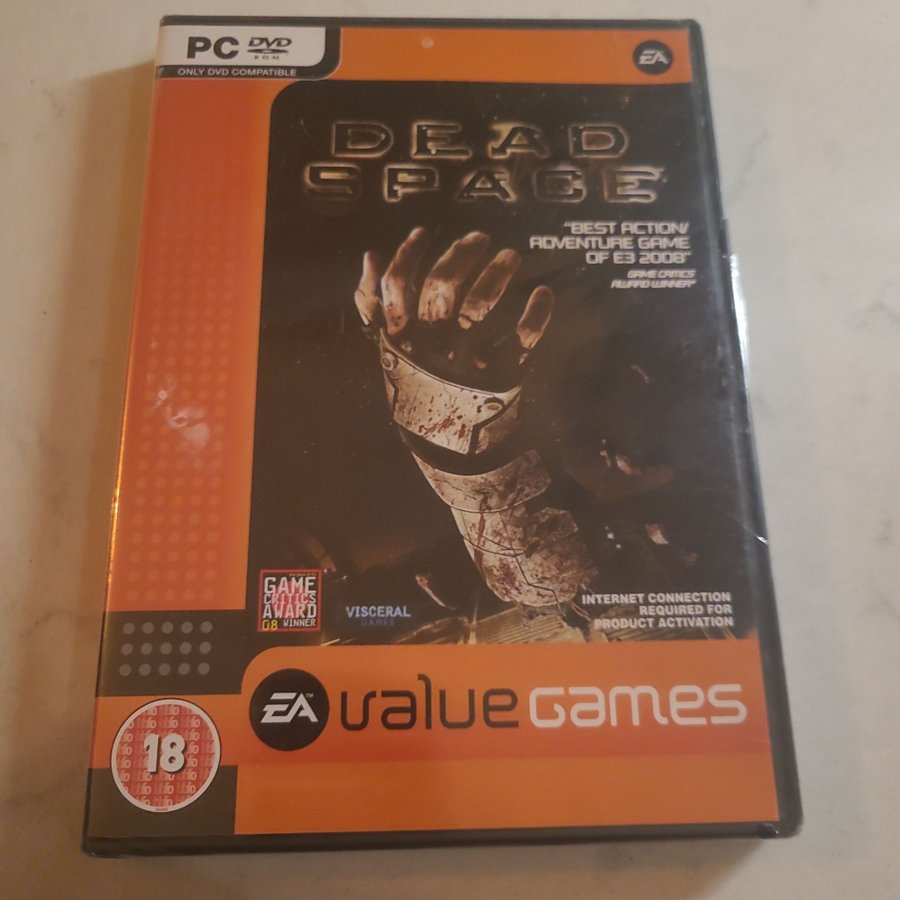 PC DVD
ROM
ONLY DVD COMPATIBLE
EA
DEAD
SPACE
"BEST ACTION/
ADVENTURE GAME
OF E3 2008"
GAME CRITICS
AWARD WINNER*
GAME
CRITICS
AWARD
08 WINNER
VISCERAL
GAMES
INTERNET CONNECTION
REQUIRED FOR
PRODUCT ACTIVATION
EA™ value games
18